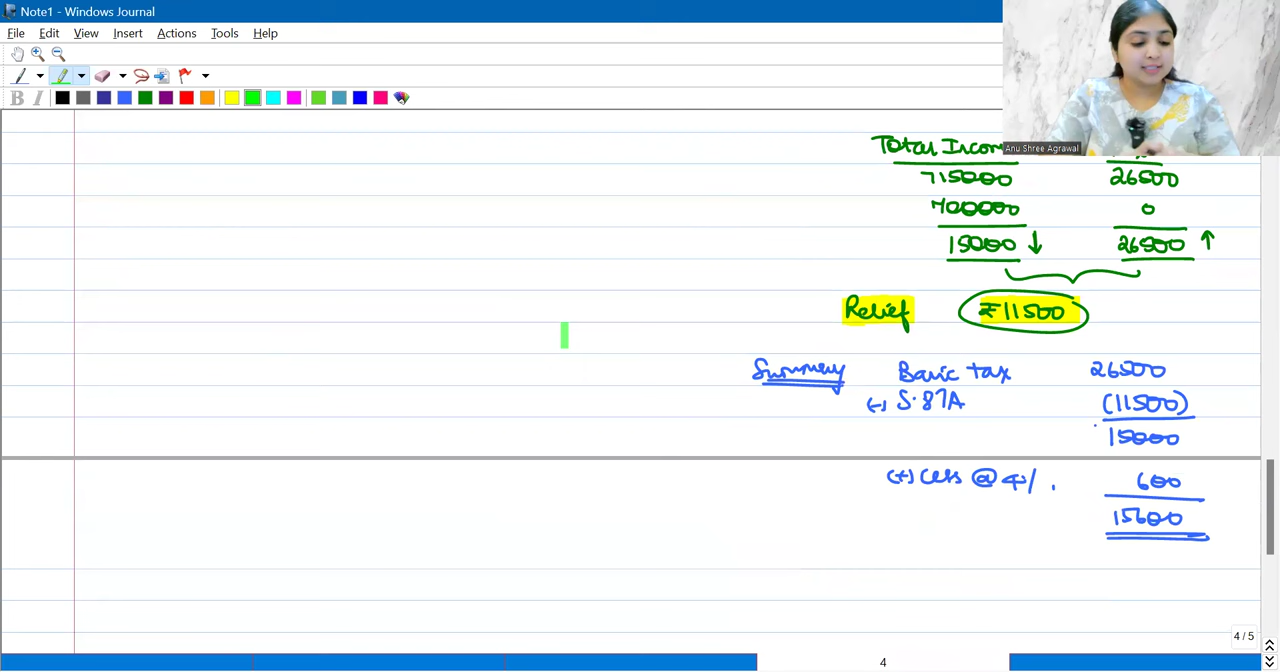 Note1 - Windows Journal
File Edit View Insert Actions Tools Help
B I
Anu Shree Agrawal
Total Incom
715000 26500
700000 0
15000 ↓ 26500 ↑
Relief ₹11500
Summary Basic tax 26500
(-) S.87A (11500)
15000
(+) Cess @ 4% 600
15600
4 / 5
4